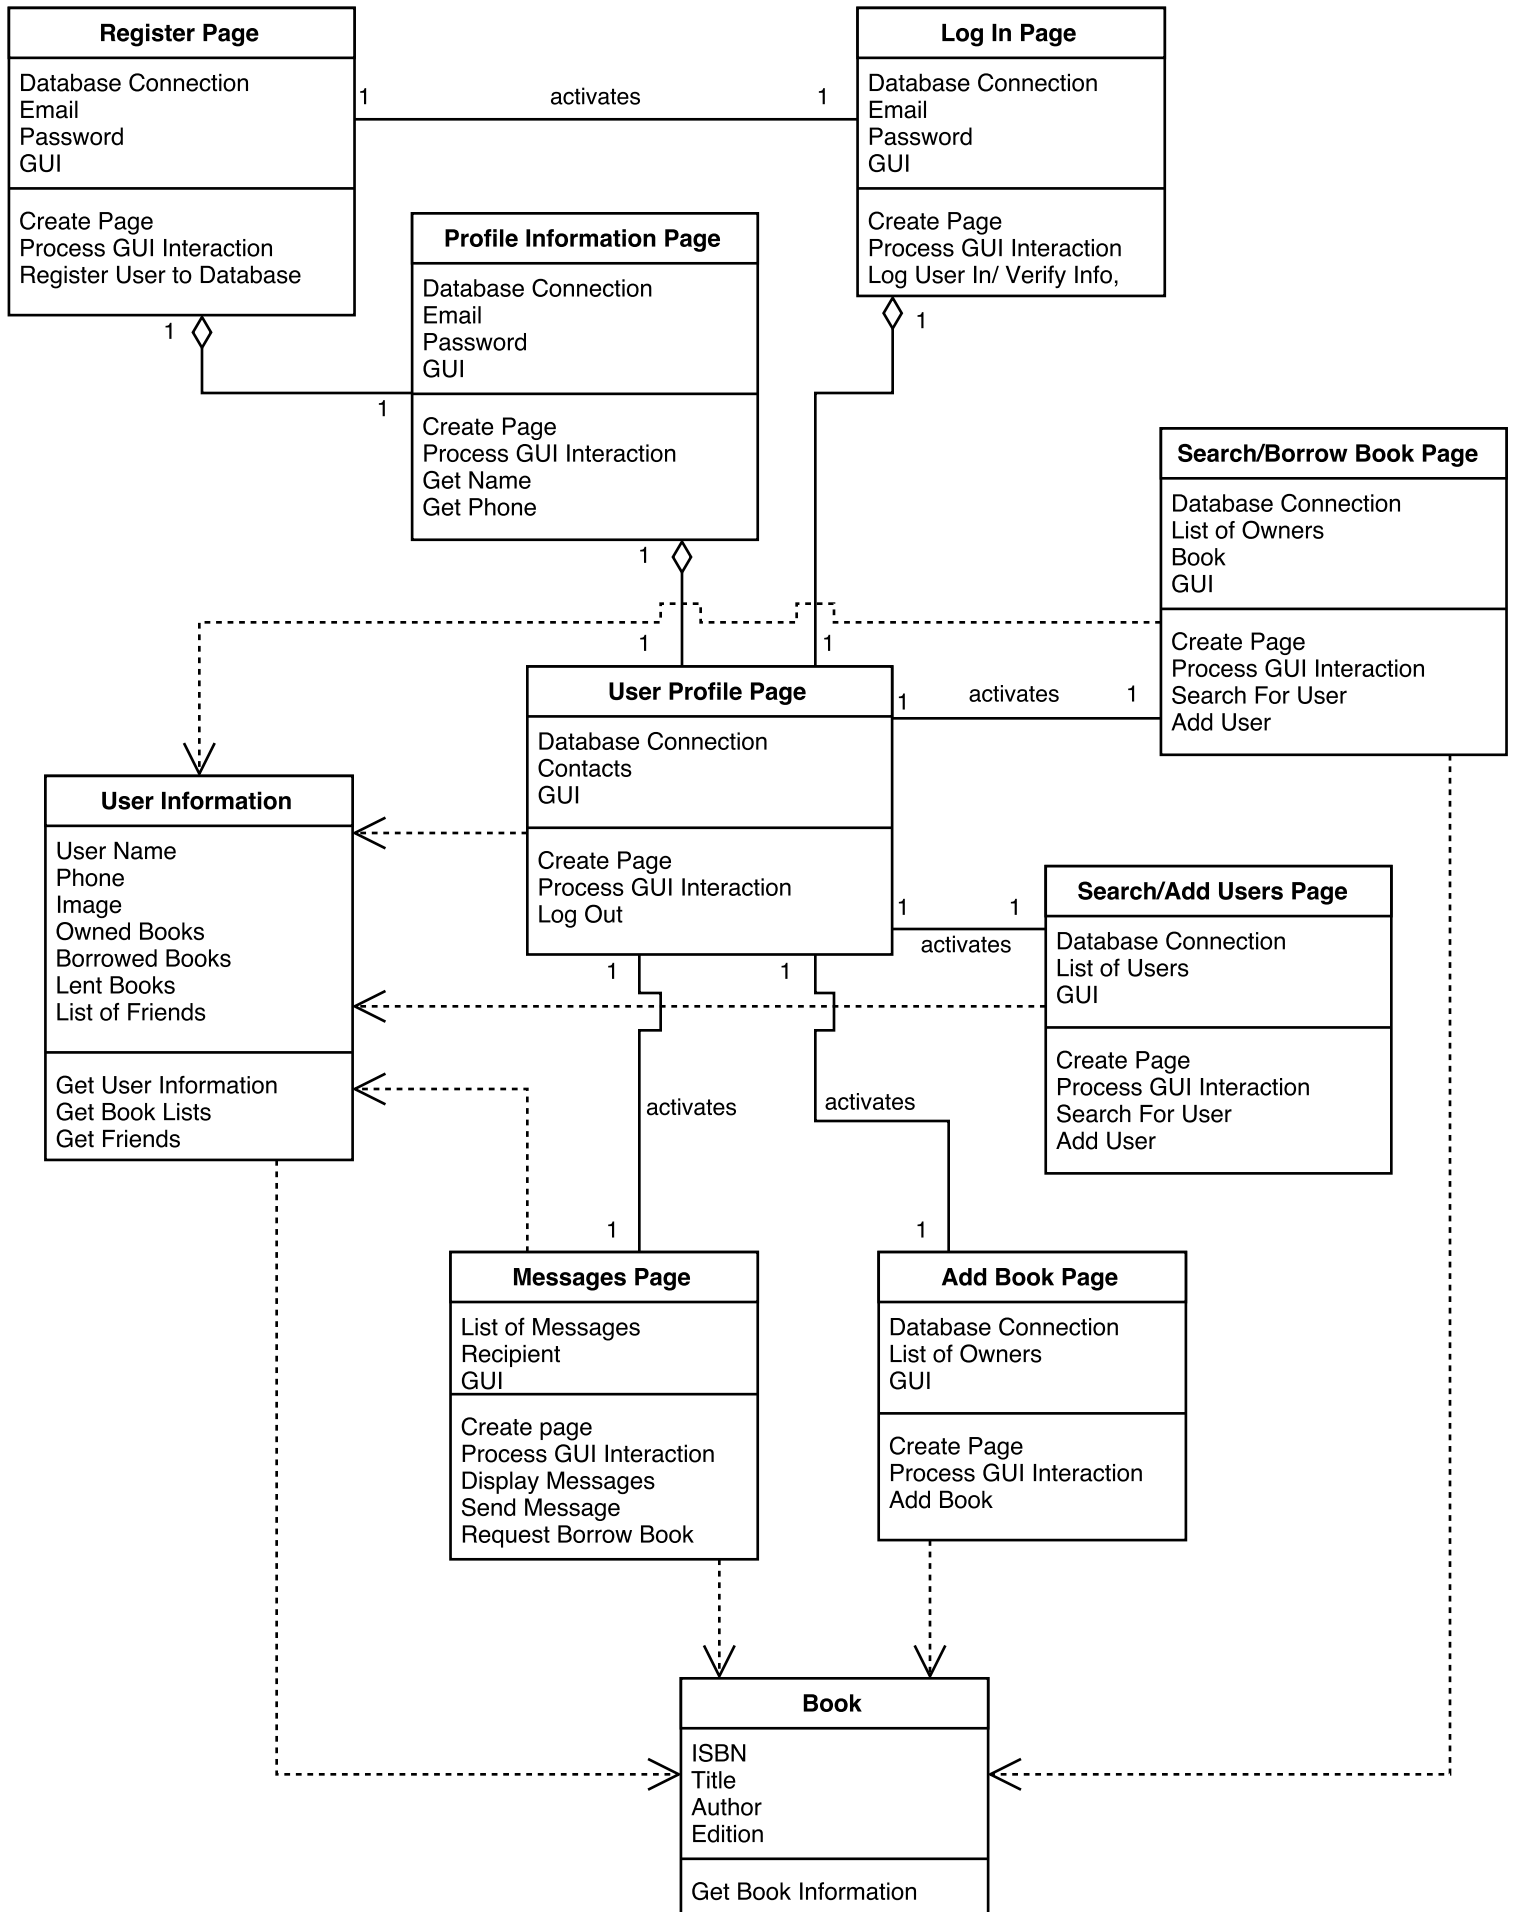 Register Page
Database Connection
Email
Password
GUI
Create Page
Process GUI Interaction
Register User to Database
1
activates
1
Log In Page
Database Connection
Email
Password
GUI
Create Page
Process GUI Interaction
Log User In/ Verify Info,
1
1
1
Profile Information Page
Database Connection
Email
Password
GUI
Create Page
Process GUI Interaction
Get Name
Get Phone
1
1
1
Search/Borrow Book Page
Database Connection
List of Owners
Book
GUI
Create Page
Process GUI Interaction
Search For User
Add User
User Profile Page
Database Connection
Contacts
GUI
Create Page
Process GUI Interaction
Log Out
1
activates
1
User Information
User Name
Phone
Image
Owned Books
Borrowed Books
Lent Books
List of Friends
Get User Information
Get Book Lists
Get Friends
1
1
activates
Search/Add Users Page
Database Connection
List of Users
GUI
Create Page
Process GUI Interaction
Search For User
Add User
1
1
activates
activates
1
1
Messages Page
List of Messages
Recipient
GUI
Create page
Process GUI Interaction
Display Messages
Send Message
Request Borrow Book
Add Book Page
Database Connection
List of Owners
GUI
Create Page
Process GUI Interaction
Add Book
Book
ISBN
Title
Author
Edition
Get Book Information